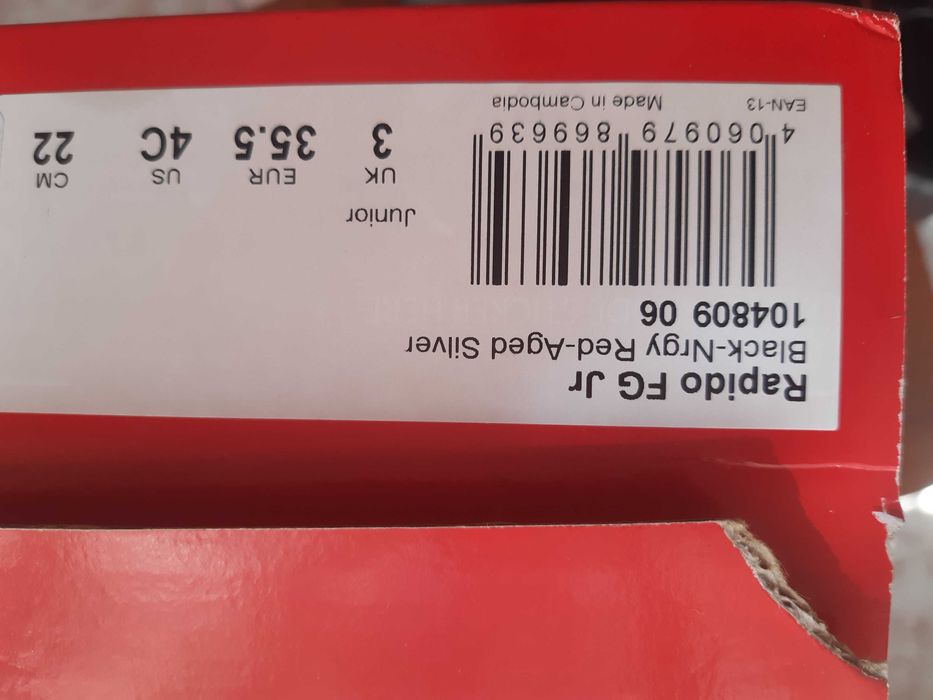 Rapido FG Jr
Black-Nrgy Red-Aged Silver
104809 06
Junior
UK EUR US CM
3 35.5 4C 22
4 060979 869639
EAN-13 Made in Cambodia